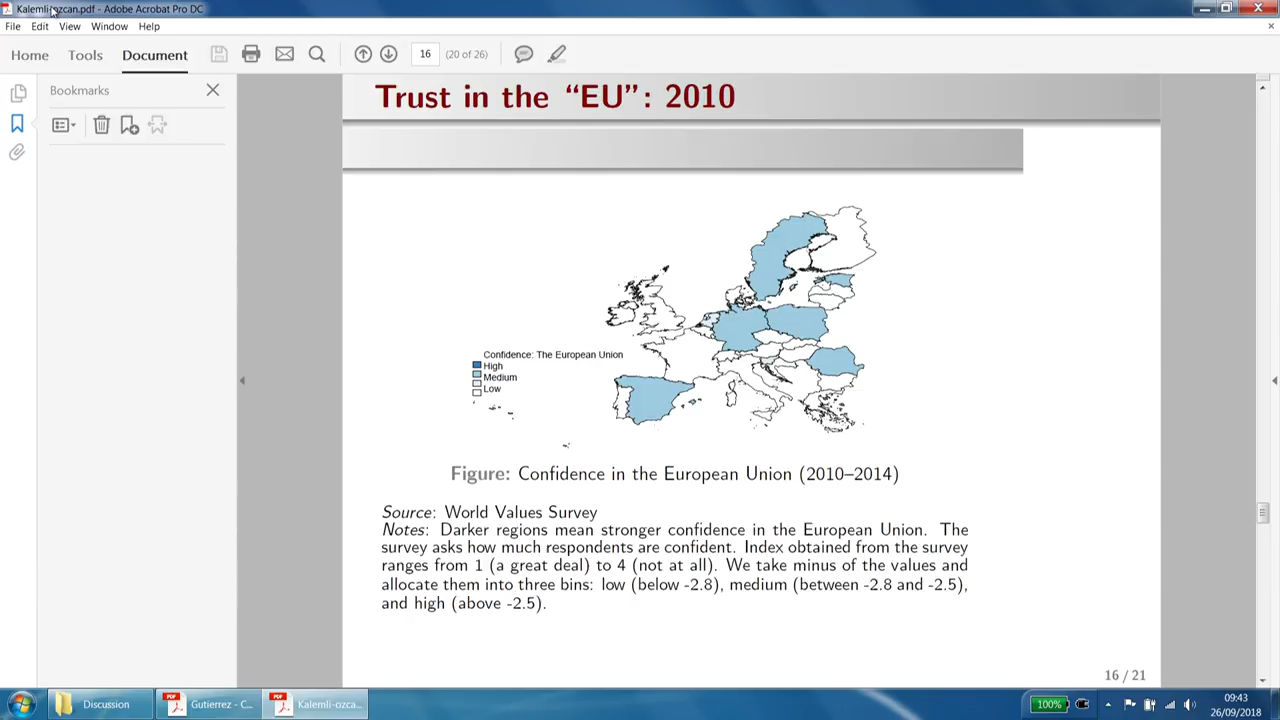 Kalemli-ozcan.pdf - Adobe Acrobat Pro DC
File Edit View Window Help
Home Tools Document 16 (20 of 26)
Bookmarks
Trust in the “EU”: 2010
Confidence: The European Union
High
Medium
Low
Figure: Confidence in the European Union (2010–2014)
Source: World Values Survey
Notes: Darker regions mean stronger confidence in the European Union. The
survey asks how much respondents are confident. Index obtained from the survey
ranges from 1 (a great deal) to 4 (not at all). We take minus of the values and
allocate them into three bins: low (below -2.8), medium (between -2.8 and -2.5),
and high (above -2.5).
16 / 21
Discussion
Gutierrez - C...
Kalemli-ozca...
100%
09:43
26/09/2018